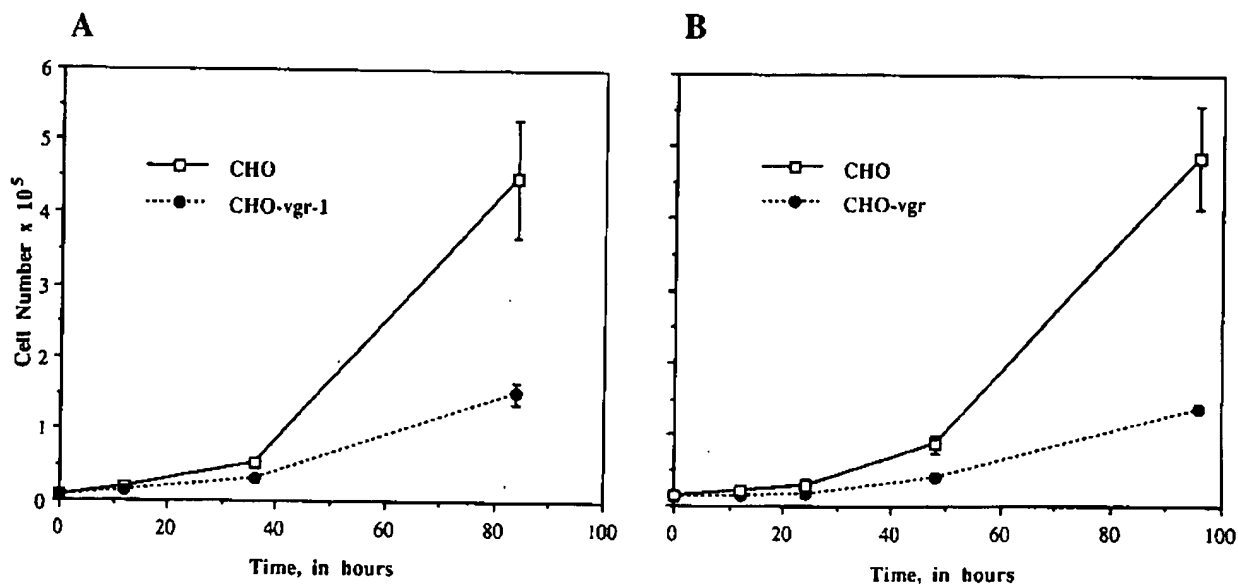 A
B
6
5
4
3
2
1
0
Cell Number x 10^5
CHO
CHO-vgr-1
0 20 40 60 80 100
Time, in hours
CHO
CHO-vgr
0 20 40 60 80 100
Time, in hours